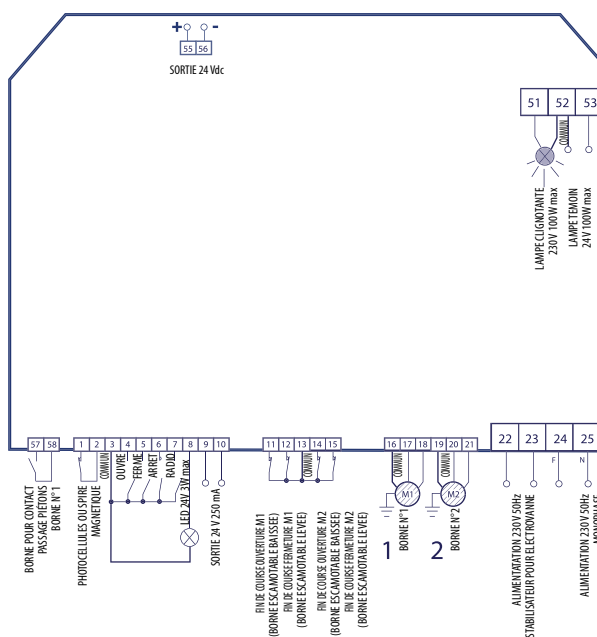 + -
55 56
SORTIE 24 Vdc
51 52 53
COMMUN
LAMPE CLIGNOTANTE
230 V 100W max
LAMPE TEMOIN
24 V 100W max
57 58
1 2 3 4 5 6 7 8 9 10
11 12 13 14 15
16 17 18
19 20 21
22 23 24 25
BORNE POUR CONTACT
PASSAGE PIÉTONS
BORNE N°1
PHOTOCELLULES OU SPIRE
MAGNETIQUE
COMMUN
OUVRE
FERME
ARRET
RADIO
LED 24V 3W max
SORTIE 24 V 250 mA
FIN DE COURSE OUVERTURE M1
(BORNE ESCAMOTABLE BAISSEE)
FIN DE COURSE FERMETURE M1
(BORNE ESCAMOTABLE LEVEE)
COMMUN
FIN DE COURSE OUVERTURE M2
(BORNE ESCAMOTABLE BAISSEE)
FIN DE COURSE FERMETURE M2
(BORNE ESCAMOTABLE LEVEE)
COMMUN
M1
1
BORNE N°1
COMMUN
M2
2
BORNE N°2
F
N
ALIMENTATATION 230V 50Hz
STABILISATEUR POUR ELECTROVANNE
ALIMENTATION 230V 50Hz